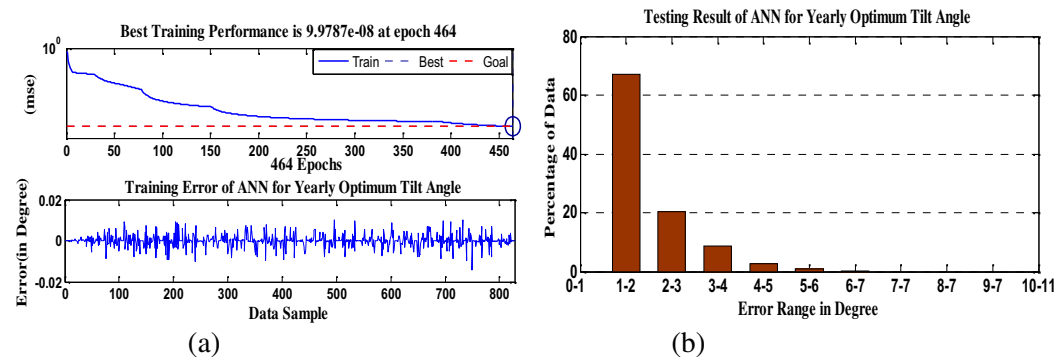 Best Training Performance is 9.9787e-08 at epoch 464
10^0
(mse)
Train Best Goal
0 50 100 150 200 250 300 350 400 450
464 Epochs
Training Error of ANN for Yearly Optimum Tilt Angle
Error(in Degree)
0.02
0
-0.02
0 100 200 300 400 500 600 700 800
Data Sample
(a)
Testing Result of ANN for Yearly Optimum Tilt Angle
Percentage of Data
80
60
40
20
0
0-1 1-2 2-3 3-4 4-5 5-6 6-7 7-7 8-7 9-7 10-11
Error Range in Degree
(b)